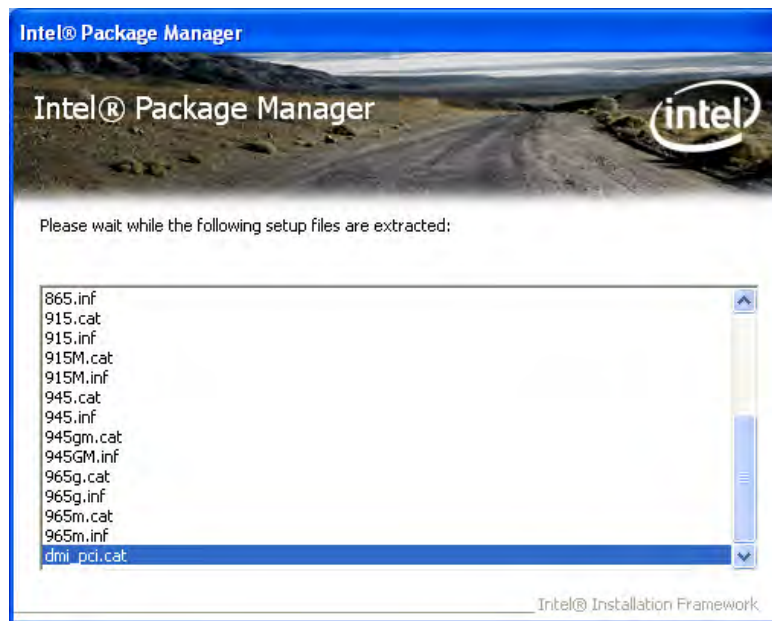 Intel® Package Manager
Intel® Package Manager
intel
Please wait while the following setup files are extracted:
865.inf
915.cat
915.inf
915M.cat
915M.inf
945.cat
945.inf
945gm.cat
945GM.inf
965g.cat
965g.inf
965m.cat
965m.inf
dmi_pci.cat
Intel® Installation Framework